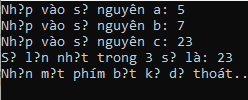 Nh?p vào s? nguyên a: 5
Nh?p vào s? nguyên b: 7
Nh?p vào s? nguyên c: 23
S? l?n nh?t trong 3 s? là: 23
Nh?n m?t phím b?t k? d? thoát..